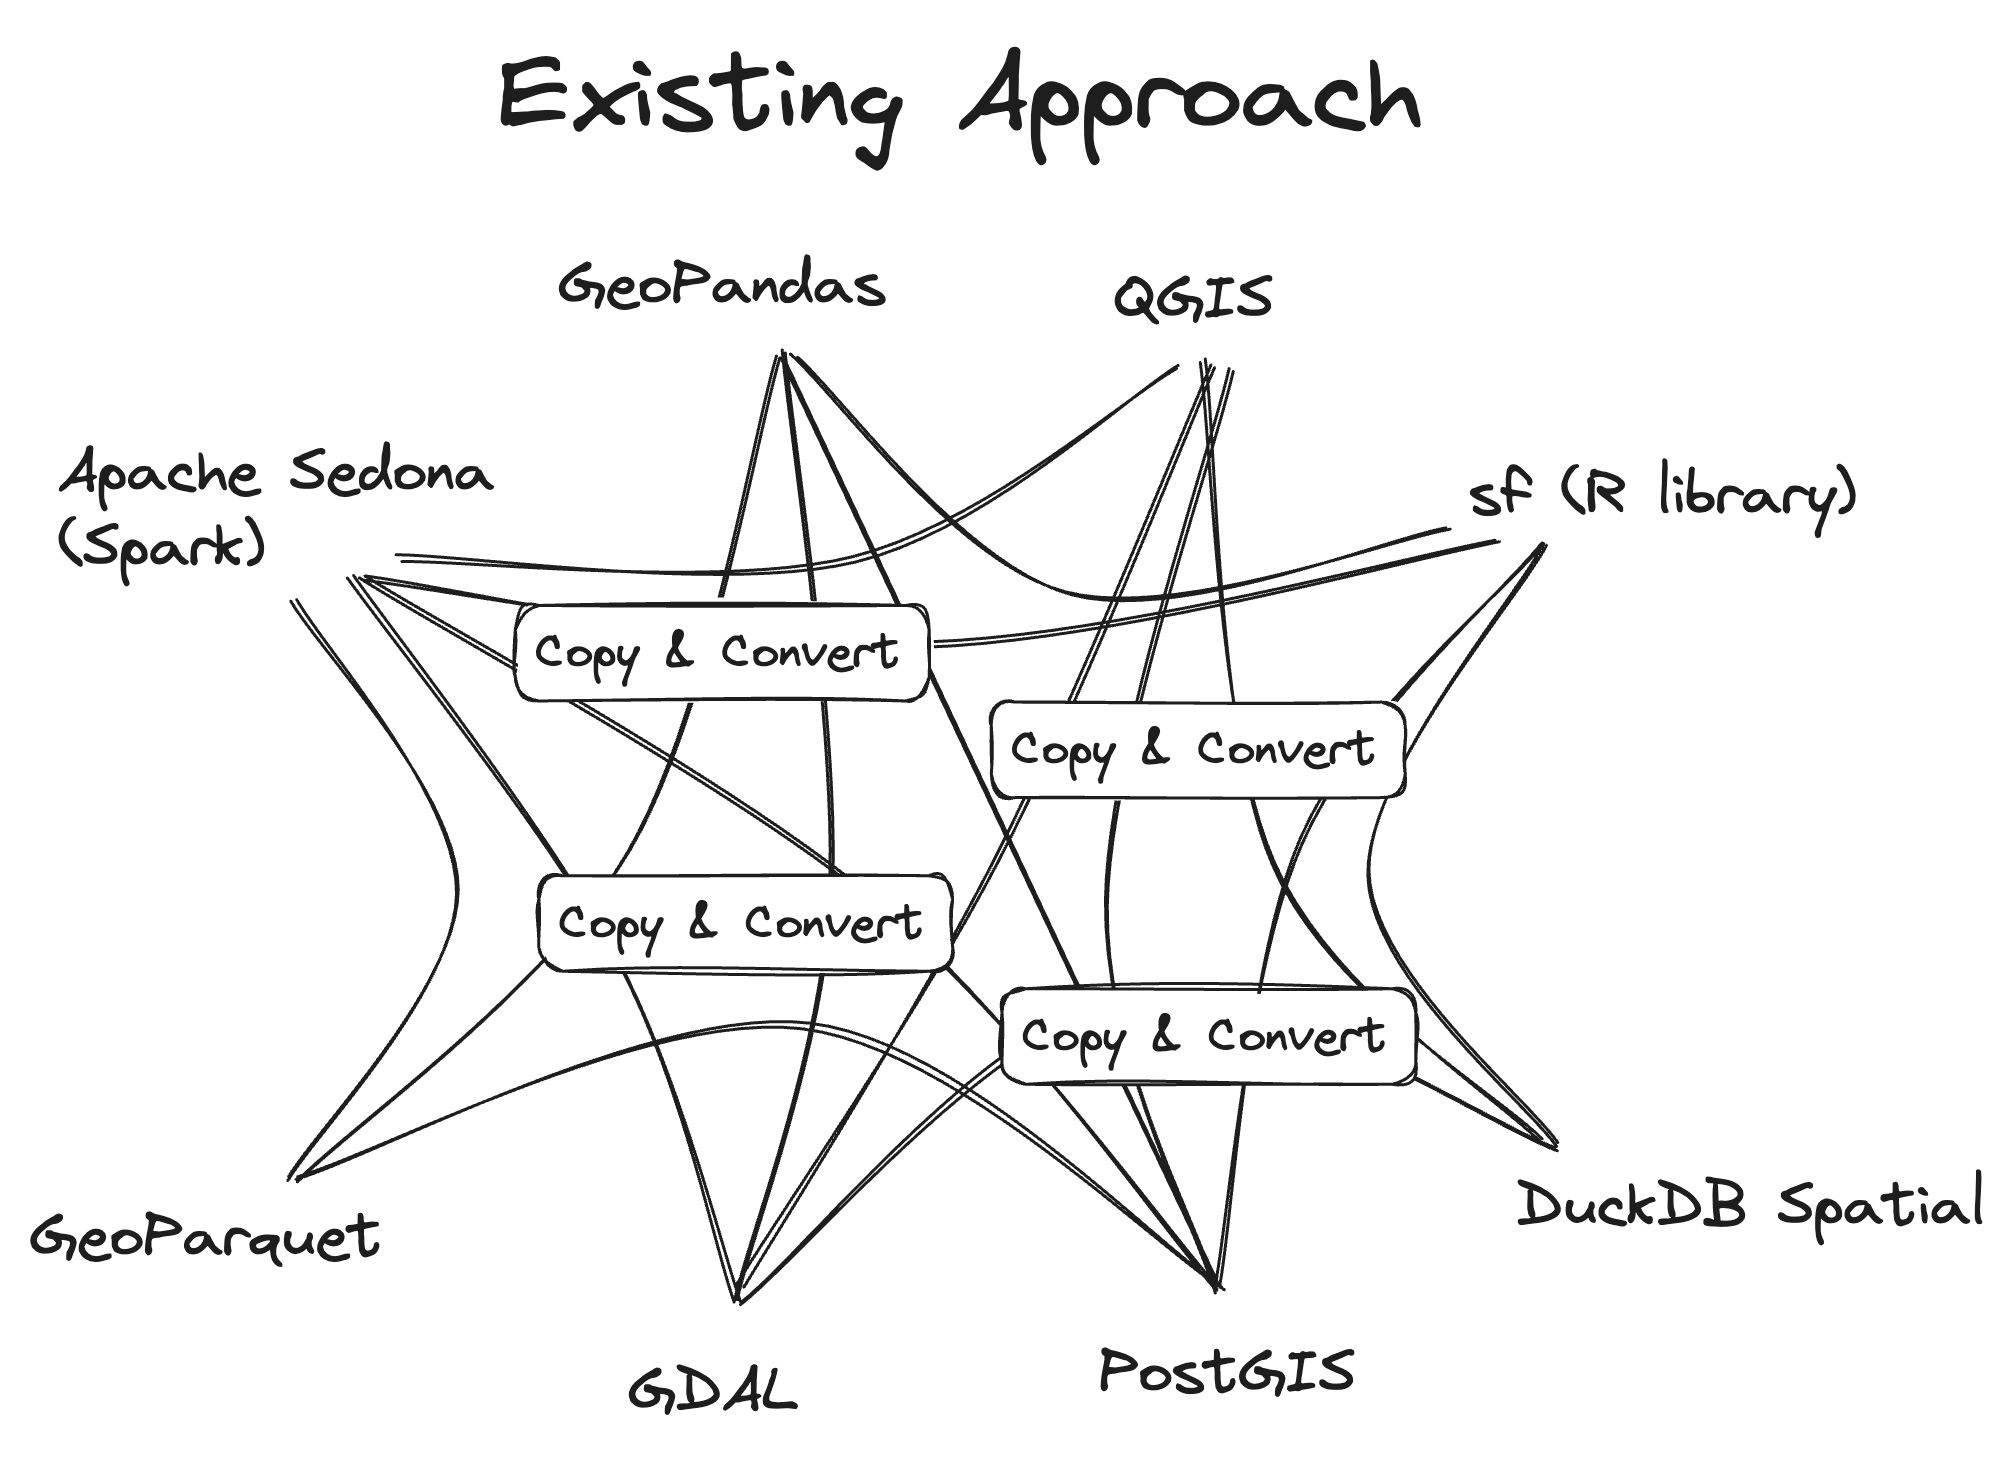 Existing Approach
GeoPandas
QGIS
Apache Sedona
(Spark)
sf (R library)
Copy & Convert
Copy & Convert
Copy & Convert
Copy & Convert
GeoParquet
DuckDB Spatial
GDAL
PostGIS